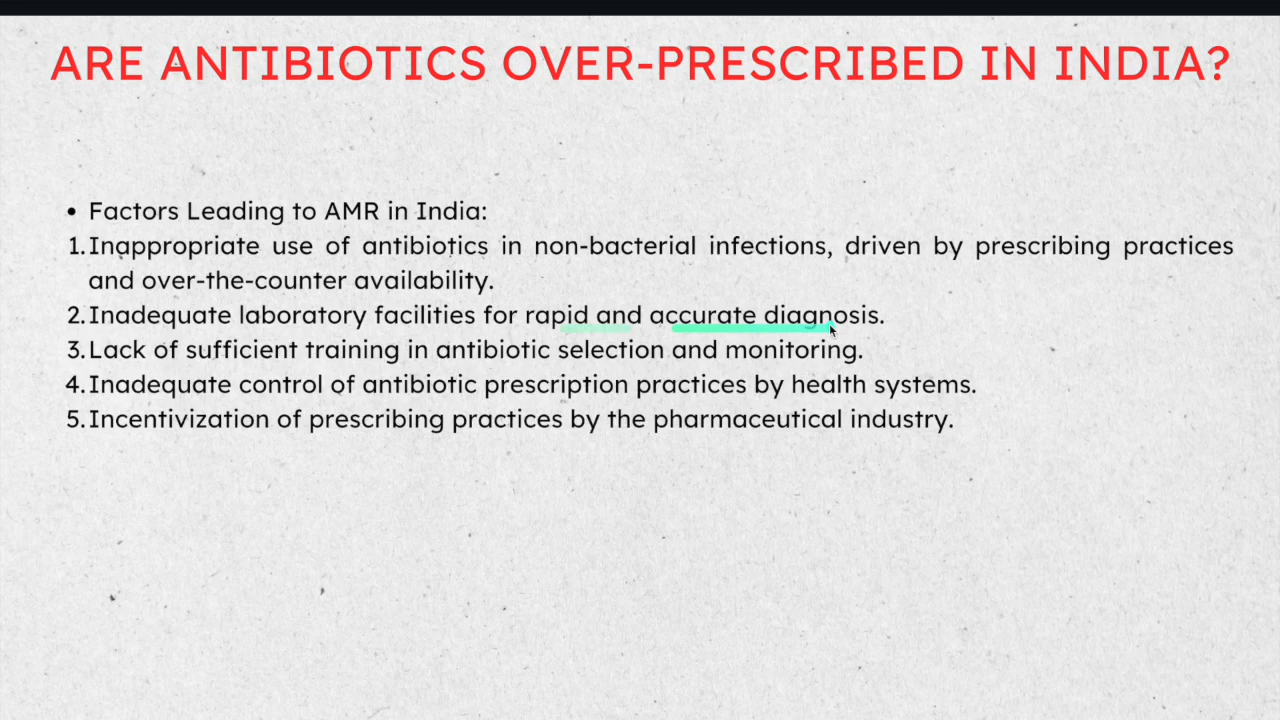 ARE ANTIBIOTICS OVER-PRESCRIBED IN INDIA?
• Factors Leading to AMR in India:
1. Inappropriate use of antibiotics in non-bacterial infections, driven by prescribing practices
and over-the-counter availability.
2. Inadequate laboratory facilities for rapid and accurate diagnosis.
3. Lack of sufficient training in antibiotic selection and monitoring.
4. Inadequate control of antibiotic prescription practices by health systems.
5. Incentivization of prescribing practices by the pharmaceutical industry.